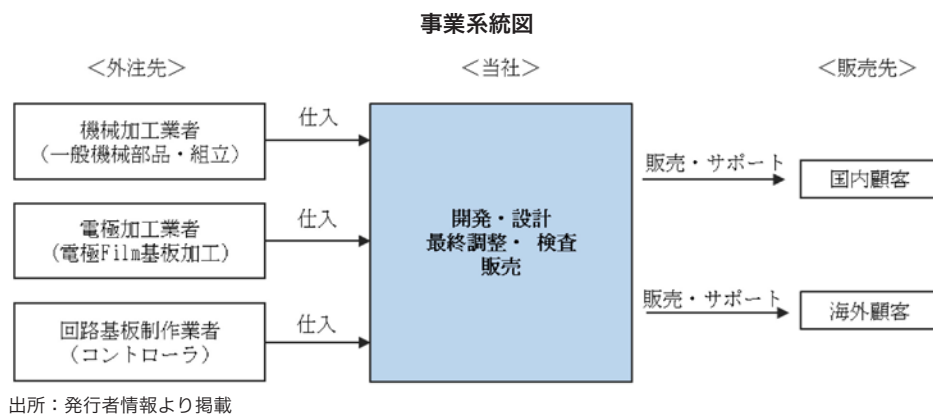 事業系統図
＜外注先＞
＜当社＞
＜販売先＞
機械加工業者
（一般機械部品・組立）
仕入
電極加工業者
（電極Film基板加工）
仕入
回路基板制作業者
（コントローラ）
仕入
開発・設計
最終調整・ 検査
販売
販売・サポート
国内顧客
販売・サポート
海外顧客
出所：発行者情報より掲載